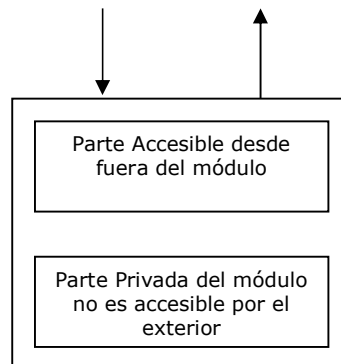 Parte Accesible desde
fuera del módulo
Parte Privada del módulo
no es accesible por el
exterior